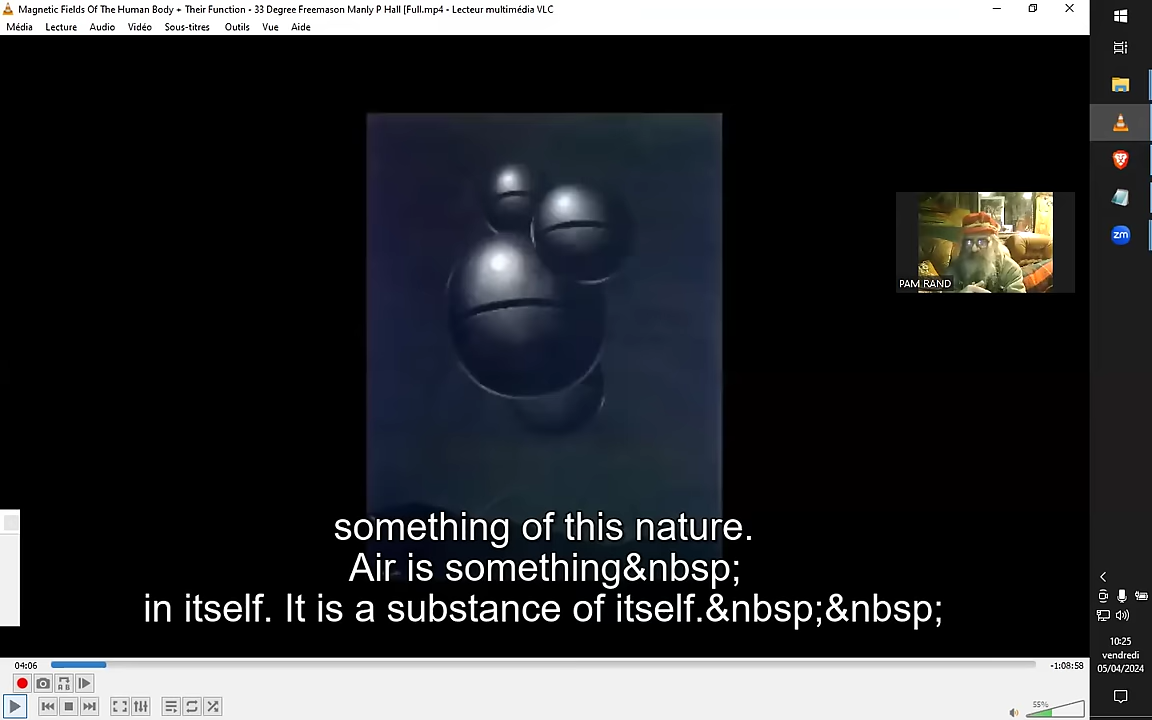 Magnetic Fields Of The Human Body + Their Function - 33 Degree Freemason Manly P Hall [Full.mp4 - Lecteur multimédia VLC
Média Lecture Audio Vidéo Sous-titres Outils Vue Aide
PAM RAND
zm
something of this nature.
Air is something&nbsp;
in itself. It is a substance of itself.&nbsp;&nbsp;
04:06
-1:08:58
55%
10:25
vendredi
05/04/2024